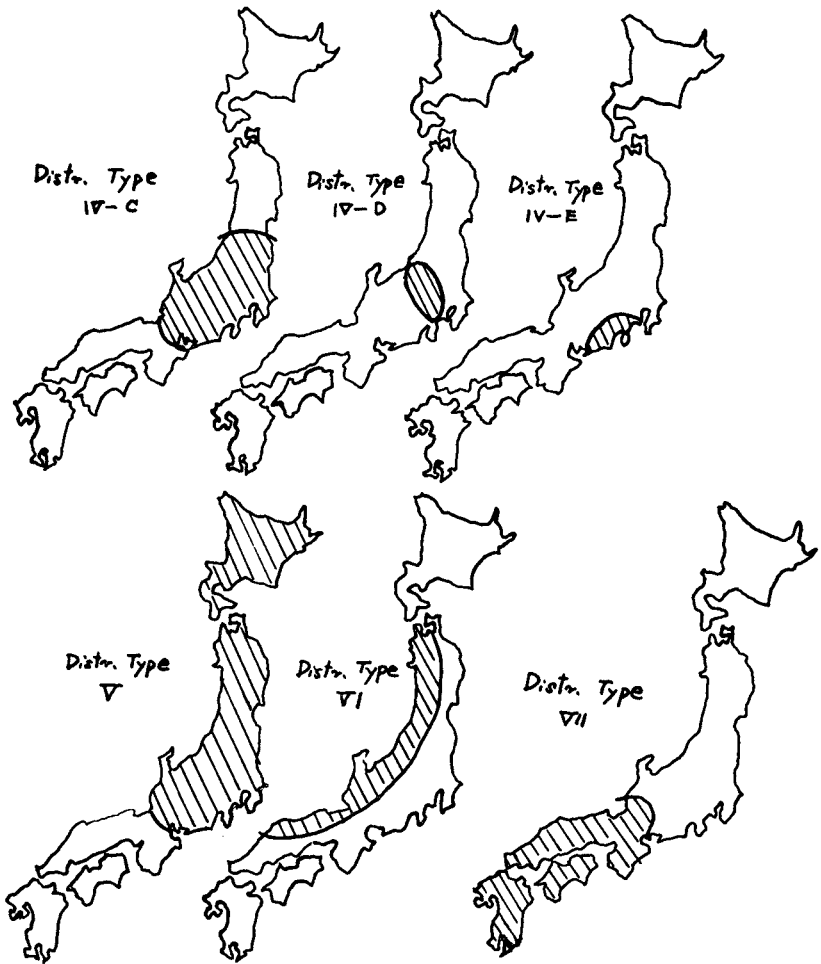 Distr. Type
IV-C
Distr. Type
IV-D
Distr. Type
IV-E
Distr. Type
V
Distr. Type
VI
Distr. Type
VII